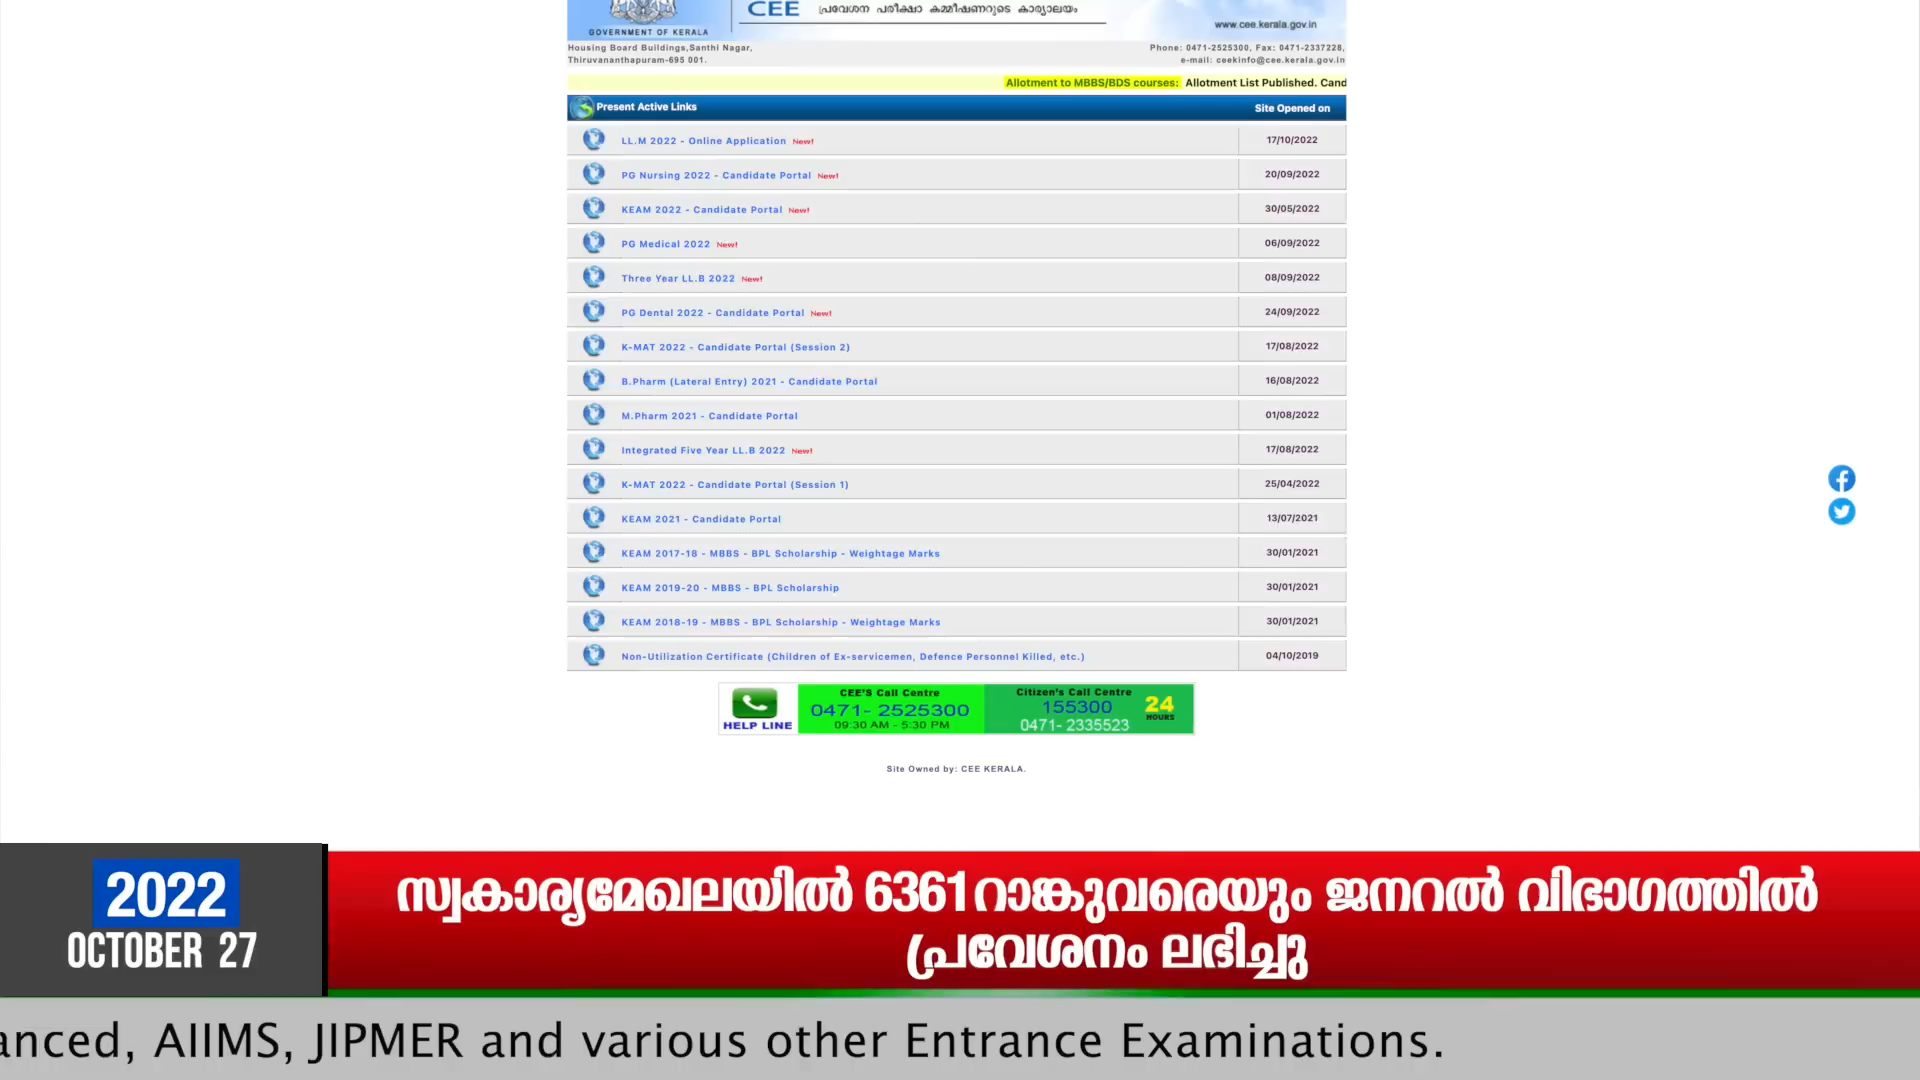 CEE
പ്രവേശന പരീക്ഷാ കമ്മീഷണറുടെ കാര്യാലയം
GOVERNMENT OF KERALA
www.cee.kerala.gov.in
Housing Board Buildings,Santhi Nagar,
Thiruvananthapuram-695 001.
Phone: 0471-2525300, Fax: 0471-2337228,
e-mail: ceekinfo@cee.kerala.gov.in
Allotment to MBBS/BDS courses: Allotment List Published. Cand
Present Active Links Site Opened on
LL.M 2022 - Online Application New! 17/10/2022
PG Nursing 2022 - Candidate Portal New! 20/09/2022
KEAM 2022 - Candidate Portal New! 30/05/2022
PG Medical 2022 New! 06/09/2022
Three Year LL.B 2022 New! 08/09/2022
PG Dental 2022 - Candidate Portal New! 24/09/2022
K-MAT 2022 - Candidate Portal (Session 2) 17/08/2022
B.Pharm (Lateral Entry) 2021 - Candidate Portal 16/08/2022
M.Pharm 2021 - Candidate Portal 01/08/2022
Integrated Five Year LL.B 2022 New! 17/08/2022
K-MAT 2022 - Candidate Portal (Session 1) 25/04/2022
KEAM 2021 - Candidate Portal 13/07/2021
KEAM 2017-18 - MBBS - BPL Scholarship - Weightage Marks 30/01/2021
KEAM 2019-20 - MBBS - BPL Scholarship 30/01/2021
KEAM 2018-19 - MBBS - BPL Scholarship - Weightage Marks 30/01/2021
Non-Utilization Certificate (Children of Ex-servicemen, Defence Personnel Killed, etc.) 04/10/2019
HELP LINE
CEE'S Call Centre
0471- 2525300
09:30 AM - 5:30 PM
Citizen's Call Centre
155300
0471- 2335523
24
HOURS
Site Owned by: CEE KERALA.
2022
OCTOBER 27
സ്വകാര്യമേഖലയിൽ 6361 റാങ്കുവരെയും ജനറൽ വിഭാഗത്തിൽ
പ്രവേശനം ലഭിച്ചു
anced, AIIMS, JIPMER and various other Entrance Examinations.